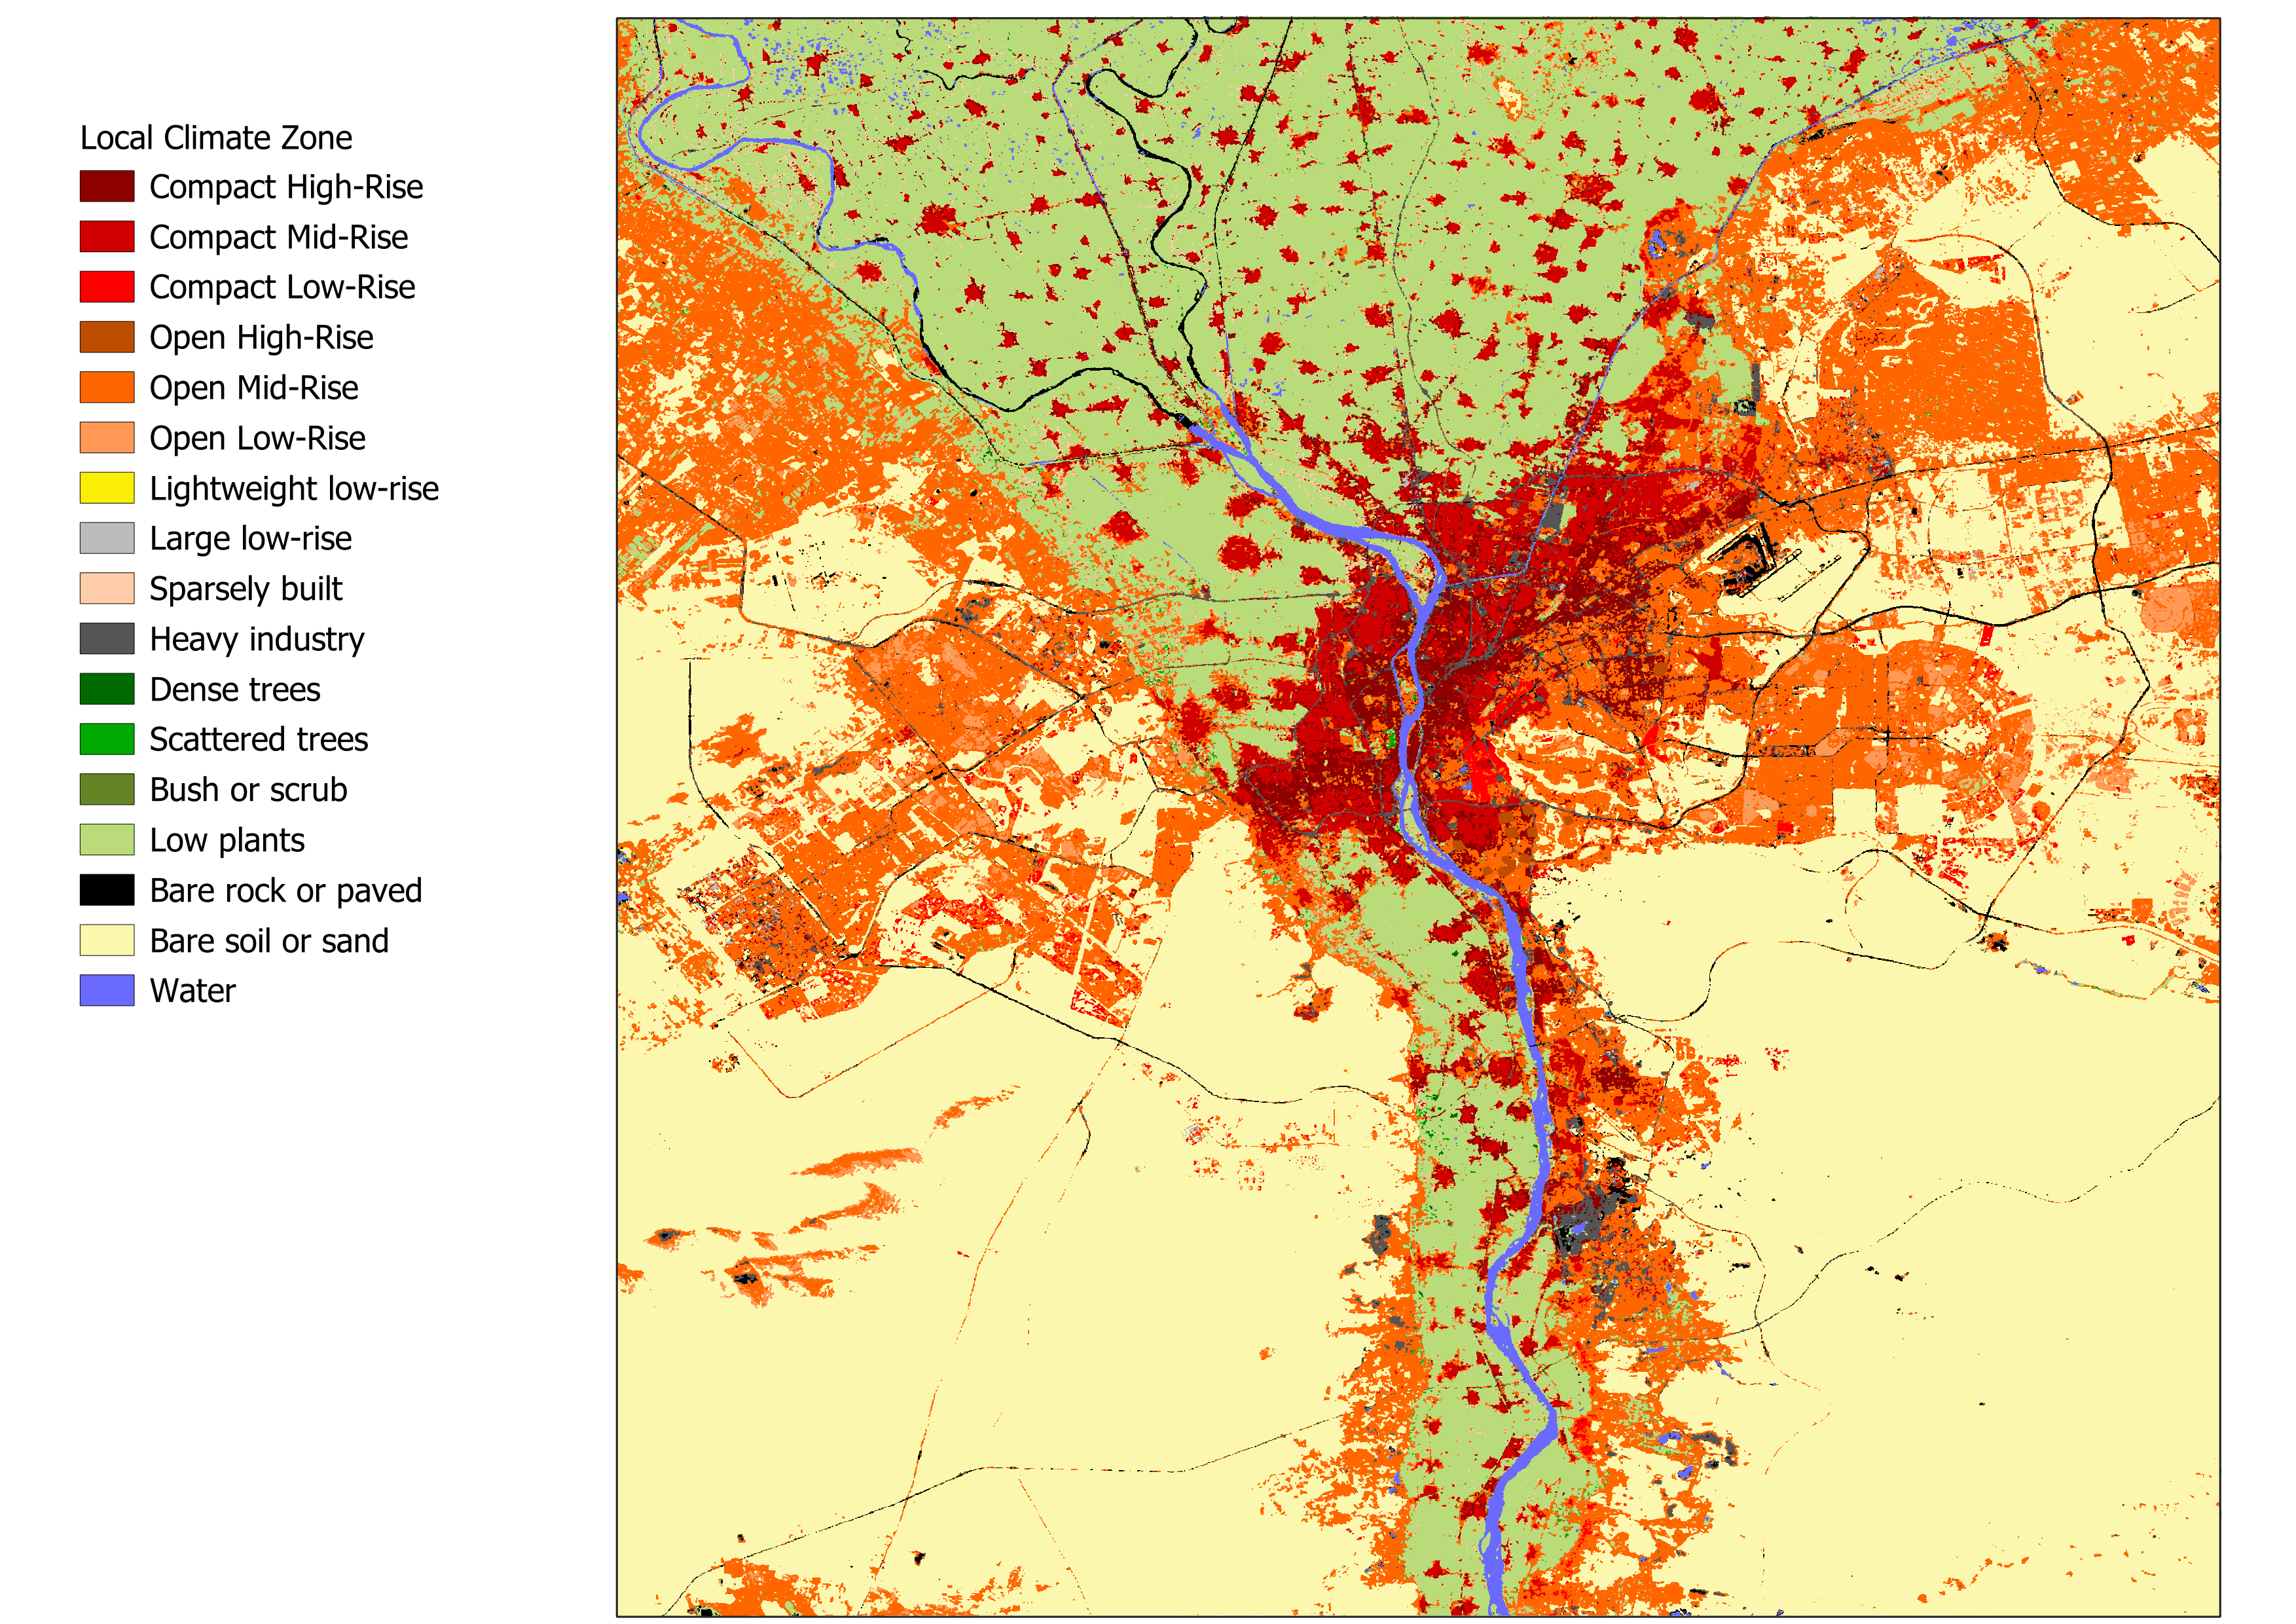 Local Climate Zone
Compact High-Rise
Compact Mid-Rise
Compact Low-Rise
Open High-Rise
Open Mid-Rise
Open Low-Rise
Lightweight low-rise
Large low-rise
Sparsely built
Heavy industry
Dense trees
Scattered trees
Bush or scrub
Low plants
Bare rock or paved
Bare soil or sand
Water